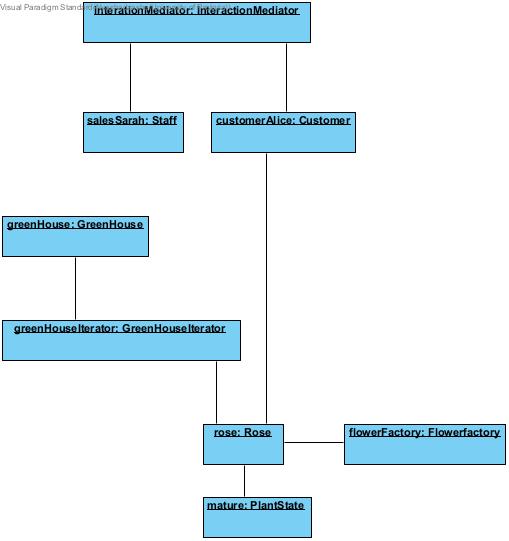 Visual Paradigm Standard
InterationMediator: InteractionMediator
salesSarah: Staff
customerAlice: Customer
greenHouse: GreenHouse
greenHouseIterator: GreenHouseIterator
rose: Rose
flowerFactory: Flowerfactory
mature: PlantState